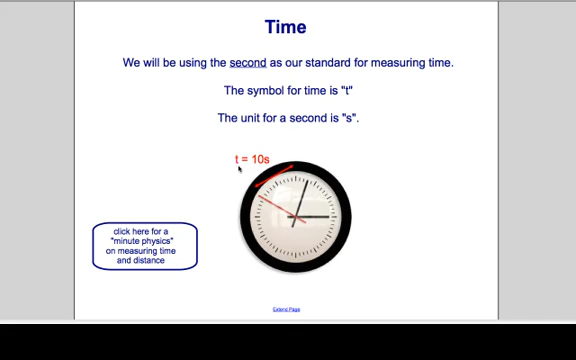 Time
We will be using the second as our standard for measuring time.
The symbol for time is "t"
The unit for a second is "s".
t = 10s
click here for a
"minute physics"
on measuring time
and distance
Extend Page